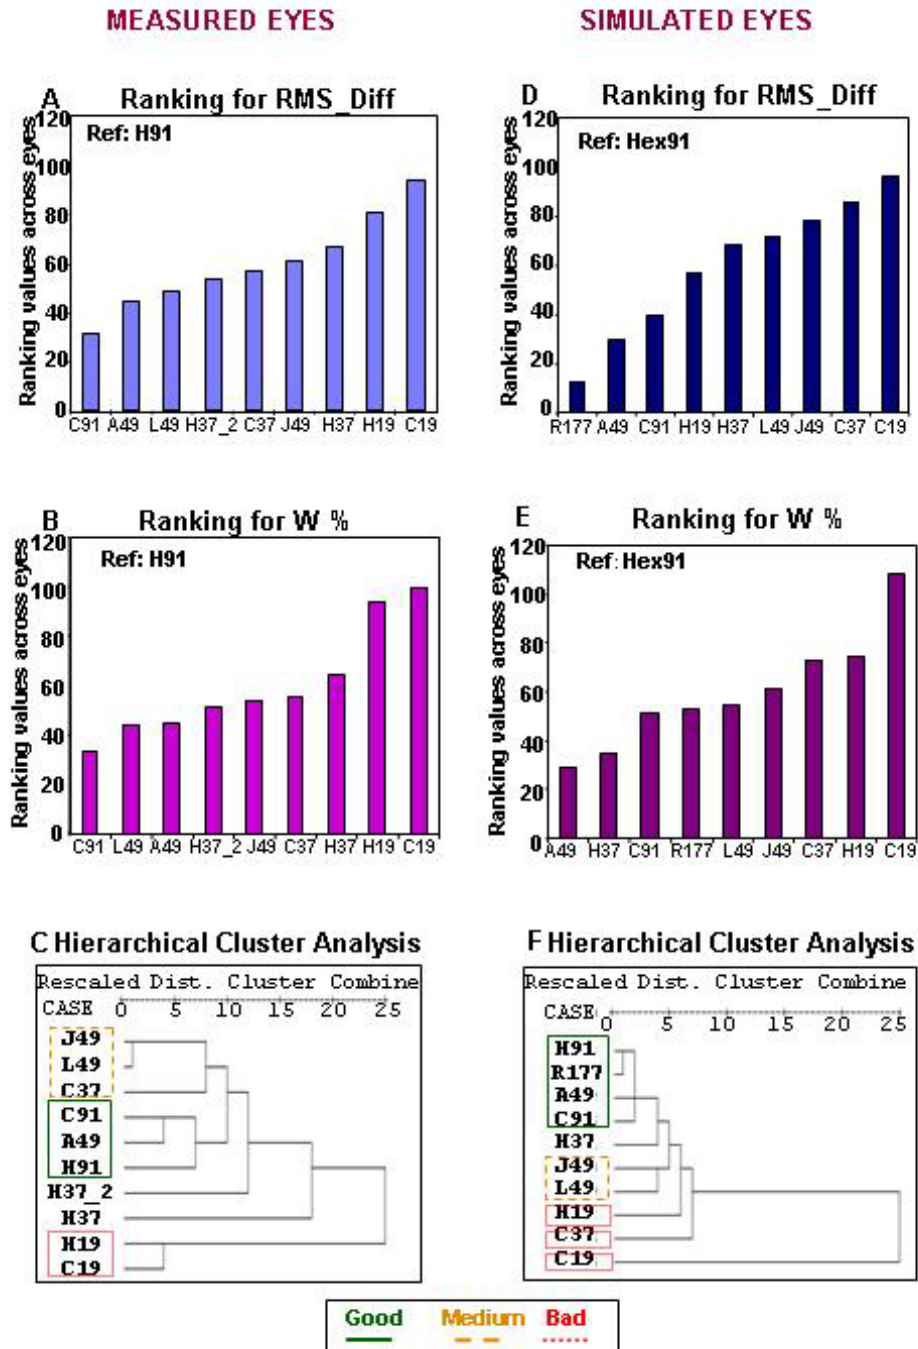 MEASURED EYES
SIMULATED EYES
A Ranking for RMS_Diff
Ranking values across eyes
120
100
80
60
40
20
0
Ref: H91
C91 A49 L49 H37_2 C37 J49 H37 H19 C19
D Ranking for RMS_Diff
Ranking values across eyes
120
100
80
60
40
20
0
Ref: Hex91
R177 A49 C91 H19 H37 L49 J49 C37 C19
B Ranking for W %
Ranking values across eyes
120
100
80
60
40
20
0
Ref: H91
C91 L49 A49 H37_2 J49 C37 H37 H19 C19
E Ranking for W %
Ranking values across eyes
120
100
80
60
40
20
0
Ref: Hex91
A49 H37 C91 R177 L49 J49 C37 H19 C19
C Hierarchical Cluster Analysis
Rescaled Dist. Cluster Combine
CASE 0 5 10 15 20 25
J49
L49
C37
C91
A49
H91
H37_2
H37
H19
C19
F Hierarchical Cluster Analysis
Rescaled Dist. Cluster Combine
CASE 0 5 10 15 20 25
H91
R177
A49
C91
H37
J49
L49
H19
C37
C19
Good Medium Bad